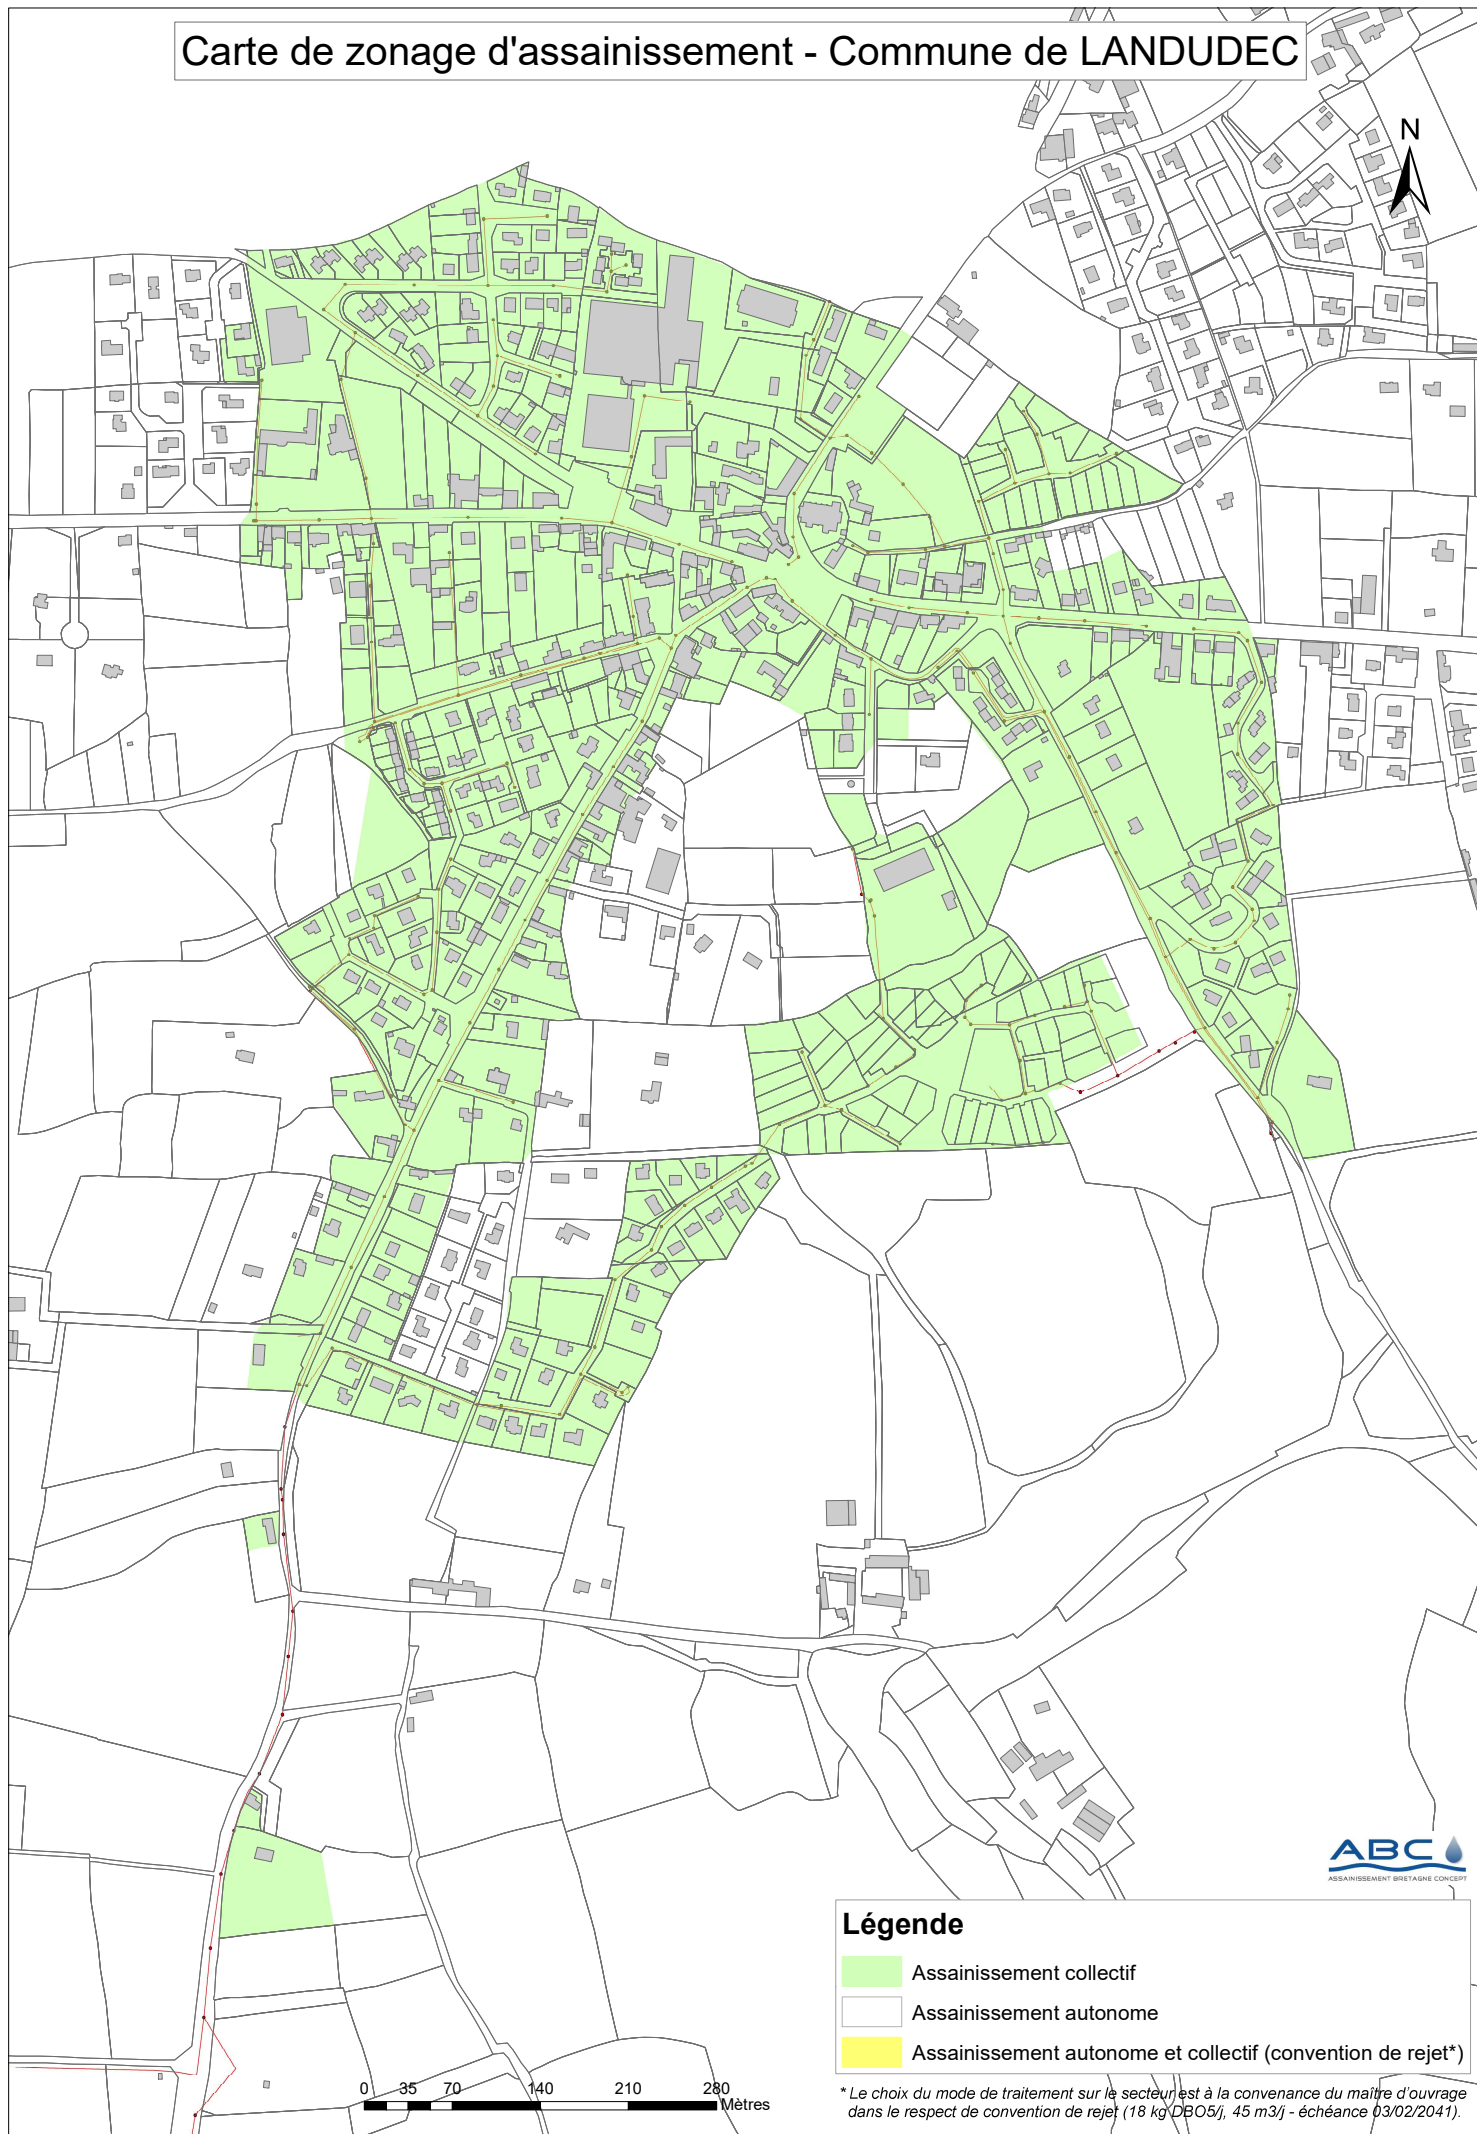 Carte de zonage d'assainissement - Commune de LANDUDEC
N
ABC
ASSAINISSEMENT BRETAGNE CONCEPT
Légende
Assainissement collectif
Assainissement autonome
Assainissement autonome et collectif (convention de rejet*)
0 35 70 140 210 280
Mètres
* Le choix du mode de traitement sur le secteur est à la convenance du maître d'ouvrage
dans le respect de convention de rejet (18 kg DBO5/j, 45 m3/j - échéance 03/02/2041).